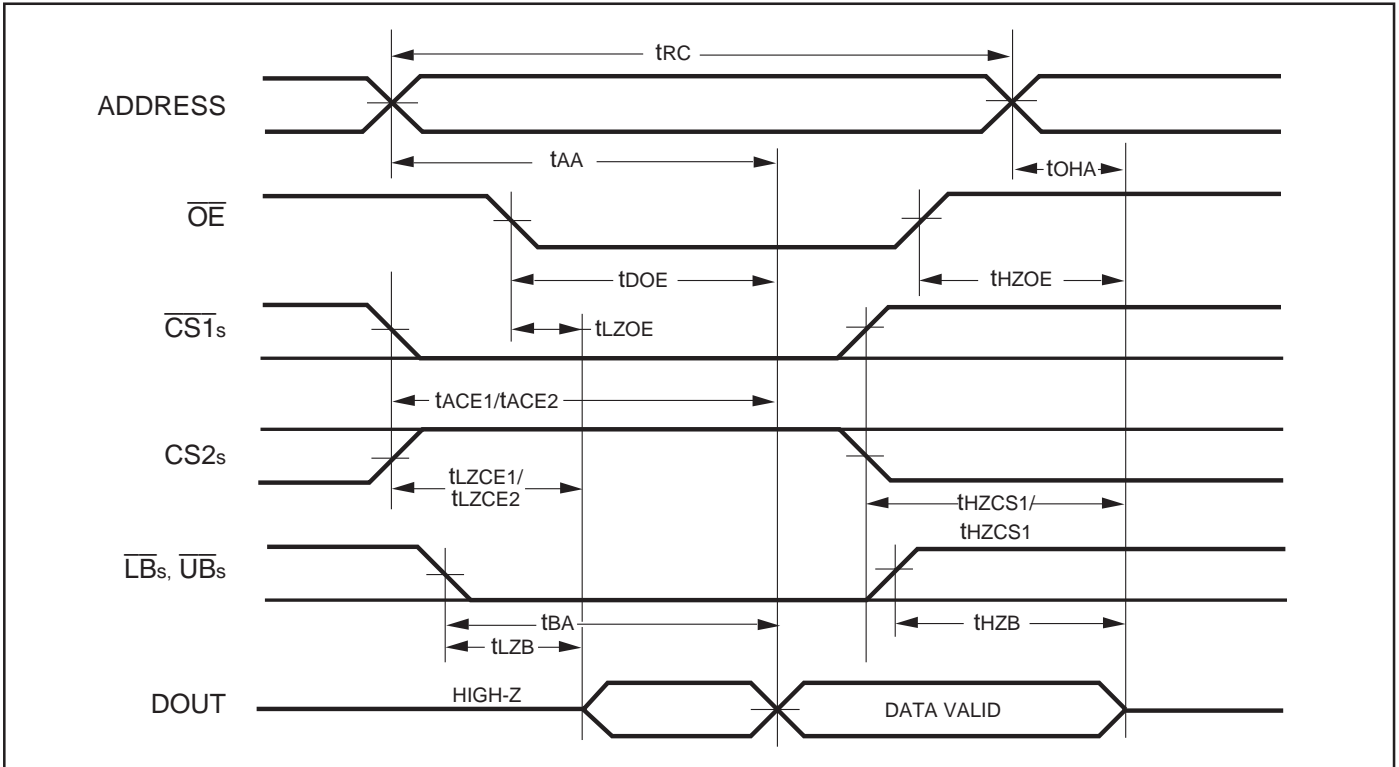 tRC
ADDRESS
tAA
tOHA
OE
tDOE
tHZOE
CS1s
tLZOE
tACE1/tACE2
CS2s
tLZCE1/
tLZCE2
tHZCS1/
tHZCS1
LBs, UBs
tBA
tHZB
tLZB
DOUT
HIGH-Z
DATA VALID